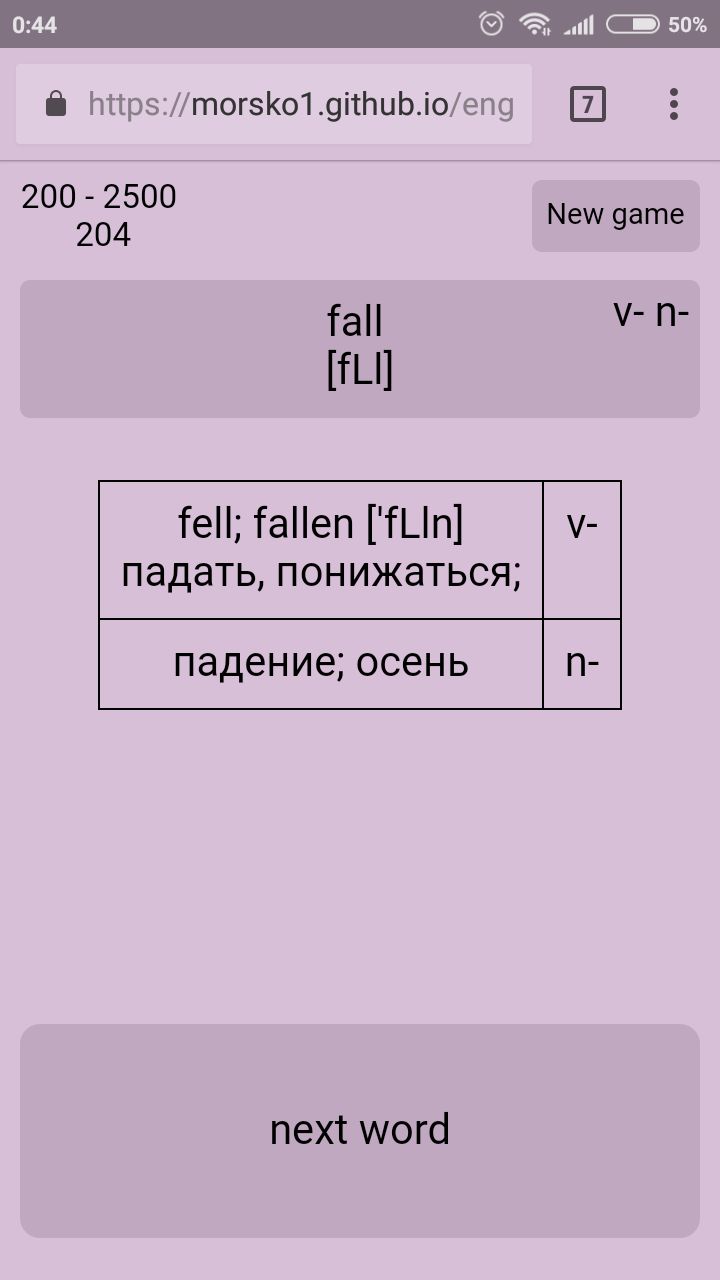 0:44 50%
https://morsko1.github.io/eng 7
200 - 2500
204
New game
fall v- n-
[fLl]
fell; fallen ['fLln] v-
падать, понижаться;
падение; осень n-
next word